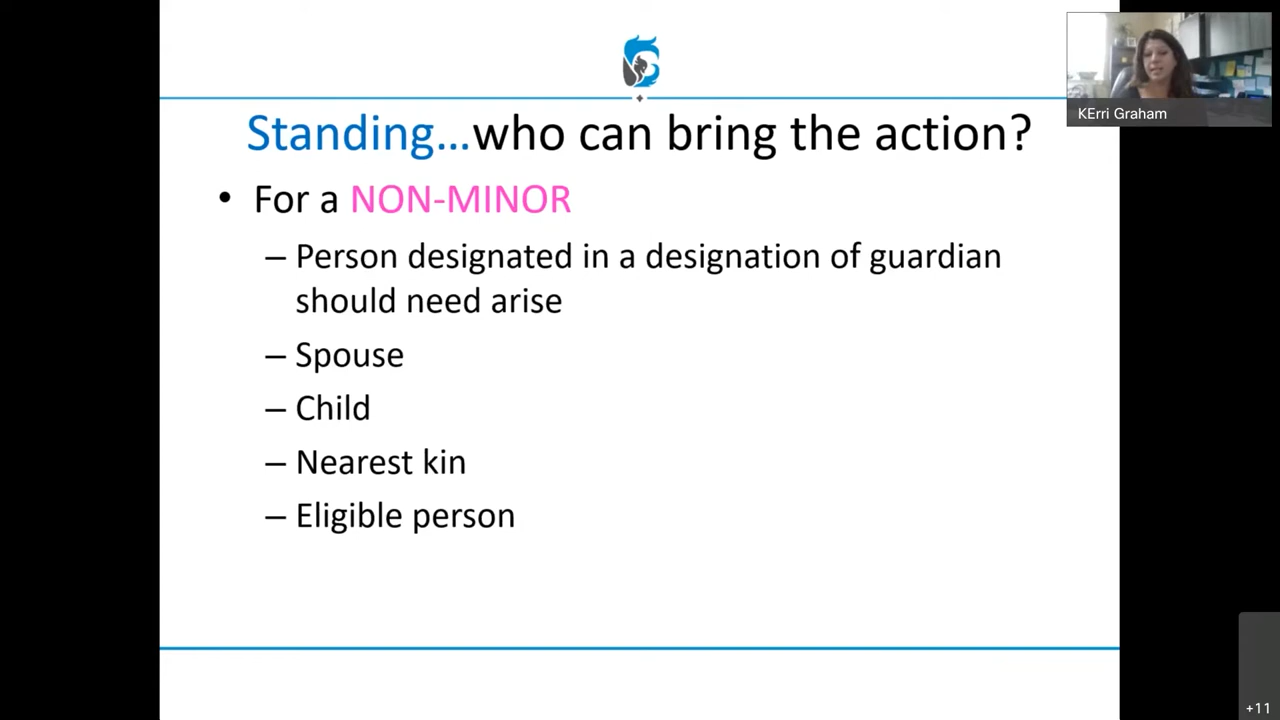 KErri Graham
Standing...who can bring the action?
• For a NON-MINOR
– Person designated in a designation of guardian
should need arise
– Spouse
– Child
– Nearest kin
– Eligible person
+11